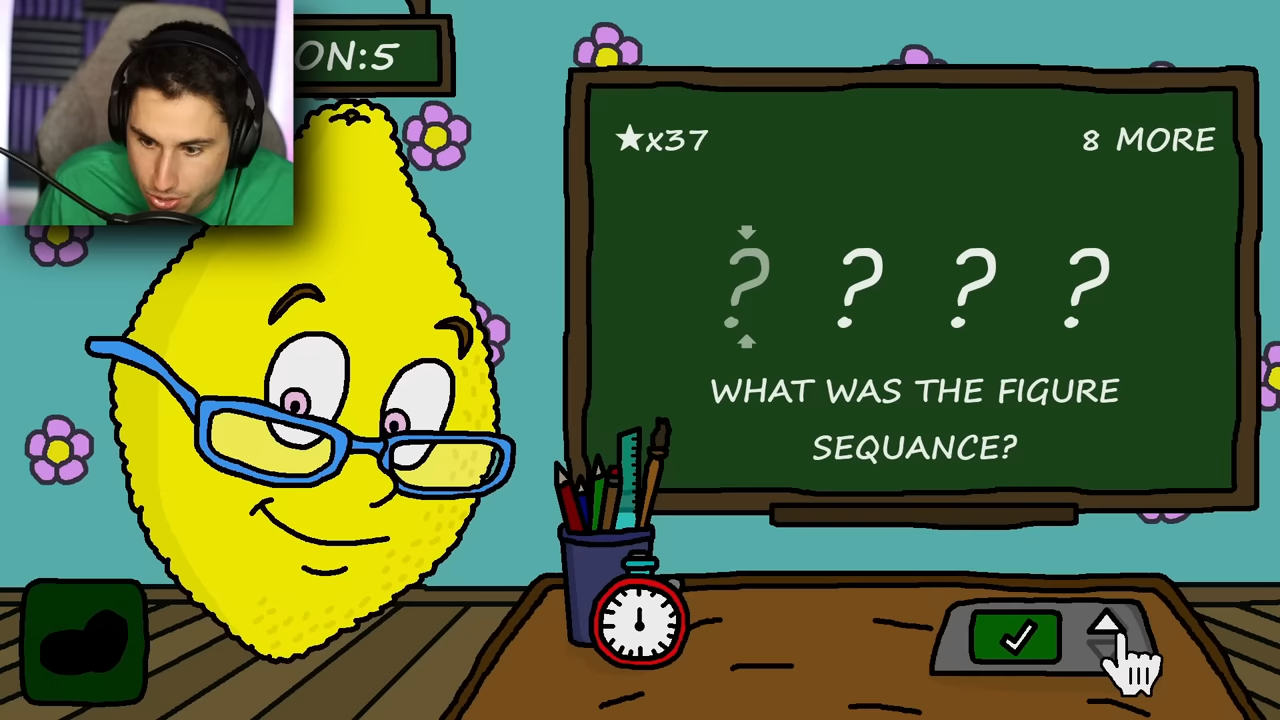 ON:5
★x37
8 MORE
? ? ? ?
WHAT WAS THE FIGURE
SEQUANCE?